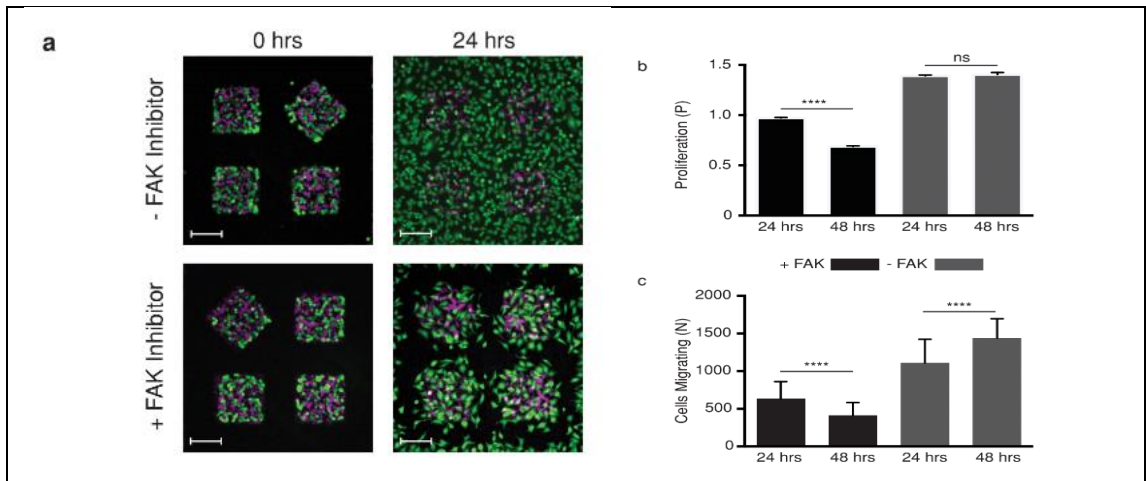 a
0 hrs 24 hrs
- FAK Inhibitor
+ FAK Inhibitor
b
Proliferation (P)
1.5
1.0
0.5
0
****
ns
24 hrs 48 hrs 24 hrs 48 hrs
+ FAK - FAK
c
Cells Migrating (N)
2000
1500
1000
500
0
****
****
24 hrs 48 hrs 24 hrs 48 hrs